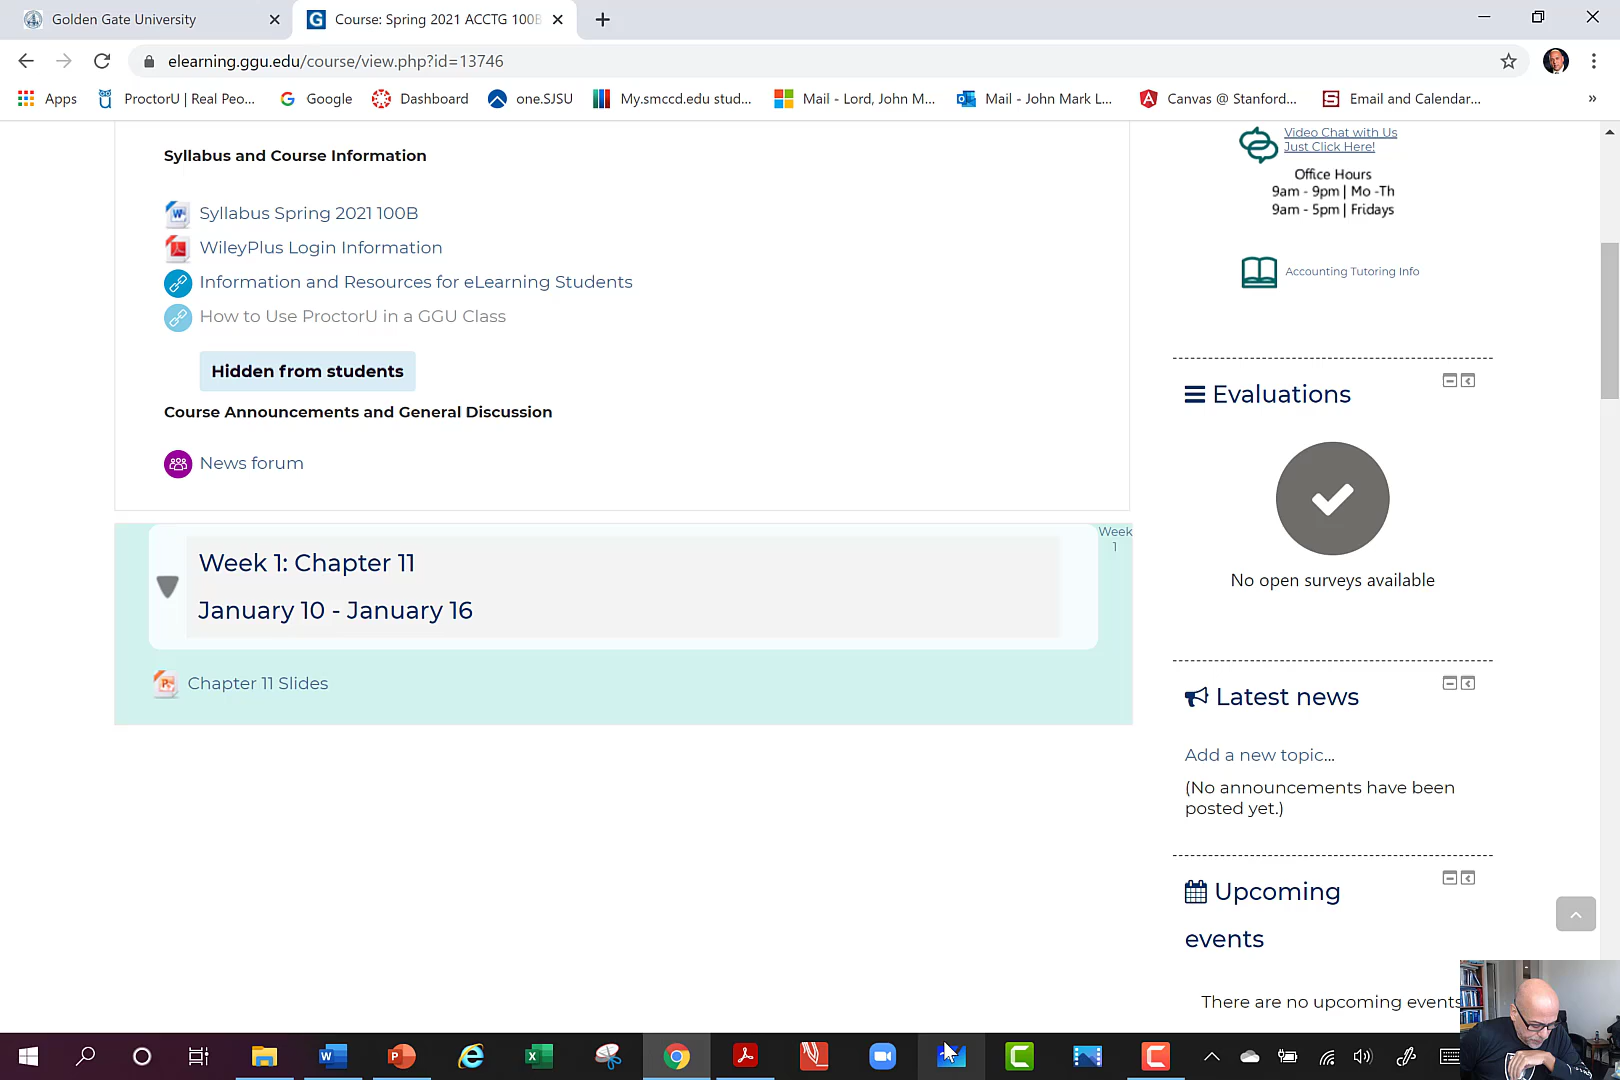 Golden Gate University
Course: Spring 2021 ACCTG 100B
elearning.ggu.edu/course/view.php?id=13746
Apps
ProctorU | Real Peo...
Google
Dashboard
one.SJSU
My.smccd.edu stud...
Mail - Lord, John M...
Mail - John Mark L...
Canvas @ Stanford...
Email and Calendar...
»
Syllabus and Course Information
Syllabus Spring 2021 100B
WileyPlus Login Information
Information and Resources for eLearning Students
How to Use ProctorU in a GGU Class
Hidden from students
Course Announcements and General Discussion
News forum
Week 1: Chapter 11
January 10 - January 16
Week
1
Chapter 11 Slides
Video Chat with Us
Just Click Here!
Office Hours
9am - 9pm | Mo -Th
9am - 5pm | Fridays
Accounting Tutoring Info
Evaluations
No open surveys available
Latest news
Add a new topic...
(No announcements have been
posted yet.)
Upcoming
events
There are no upcoming events